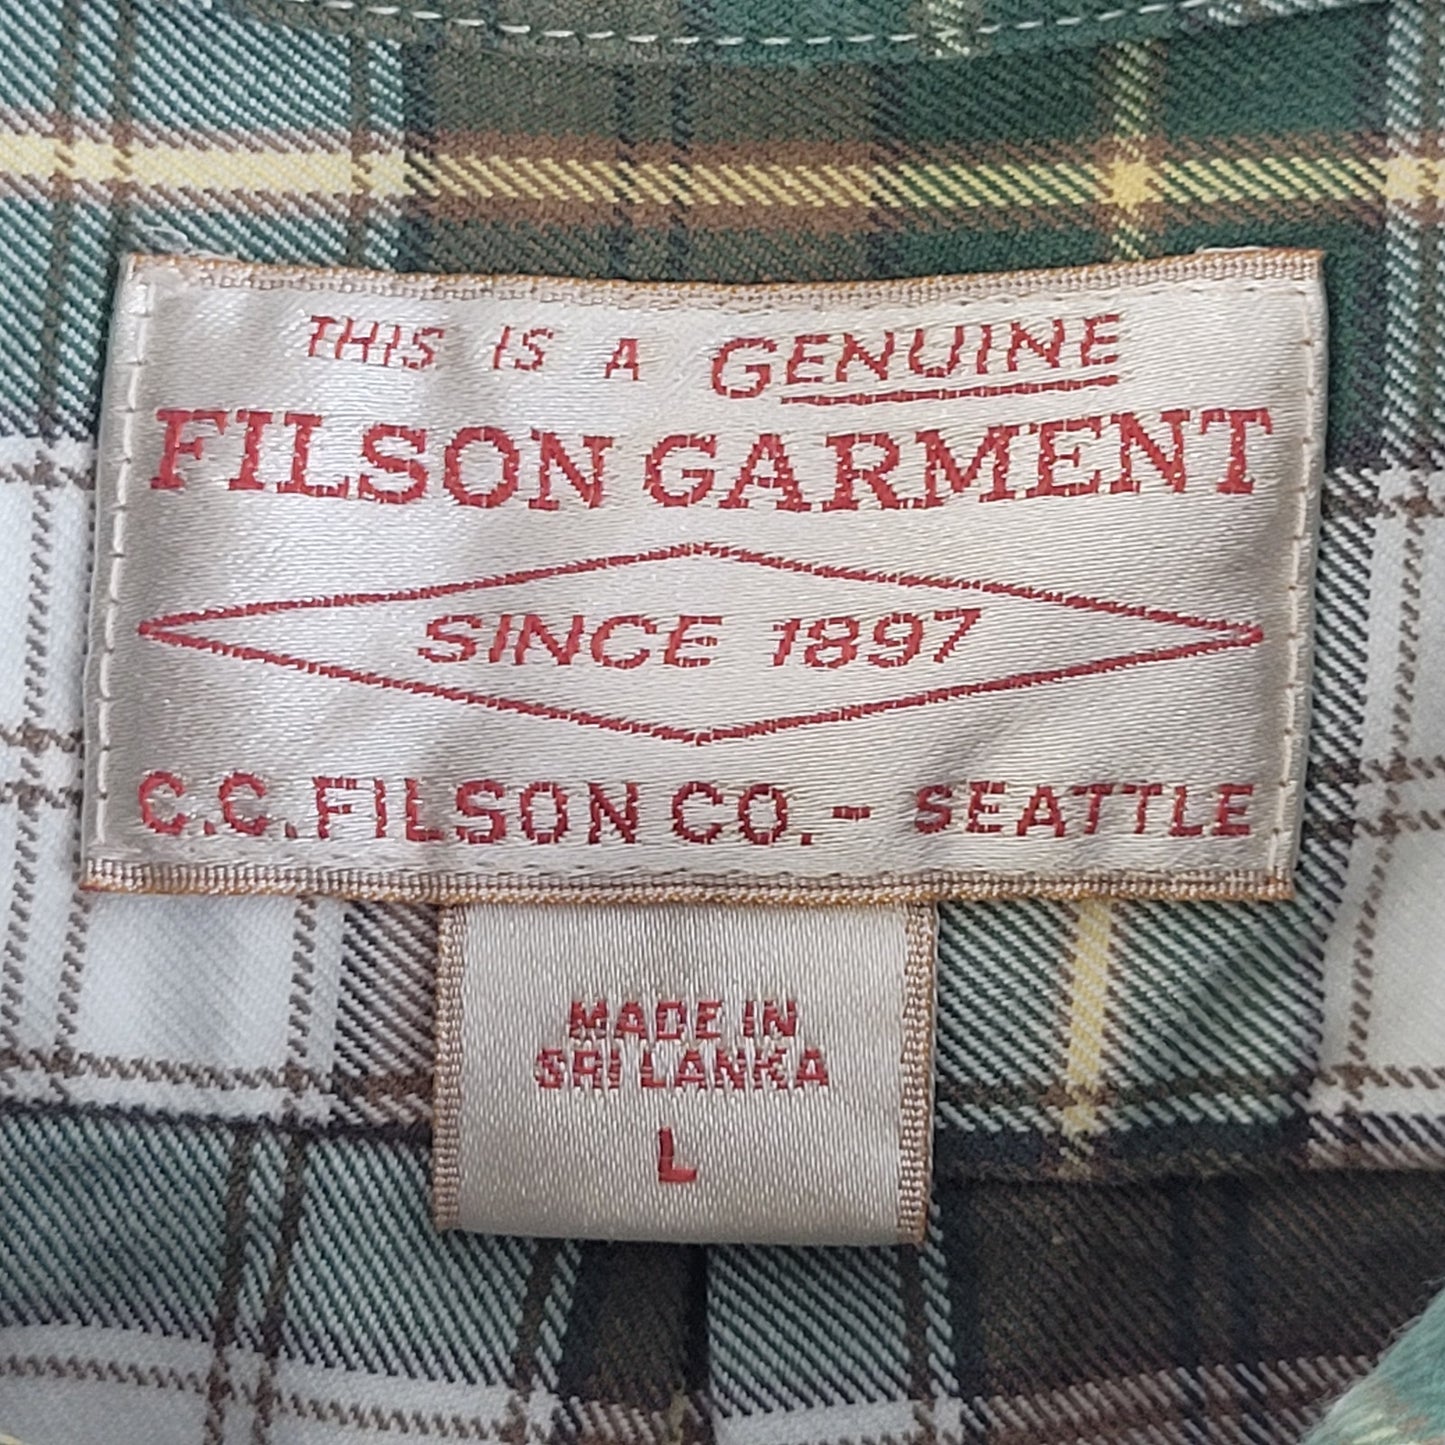 THIS IS A GENUINE
FILSON GARMENT
SINCE 1897
C.C. FILSON CO. - SEATTLE
MADE IN
SRI LANKA
L